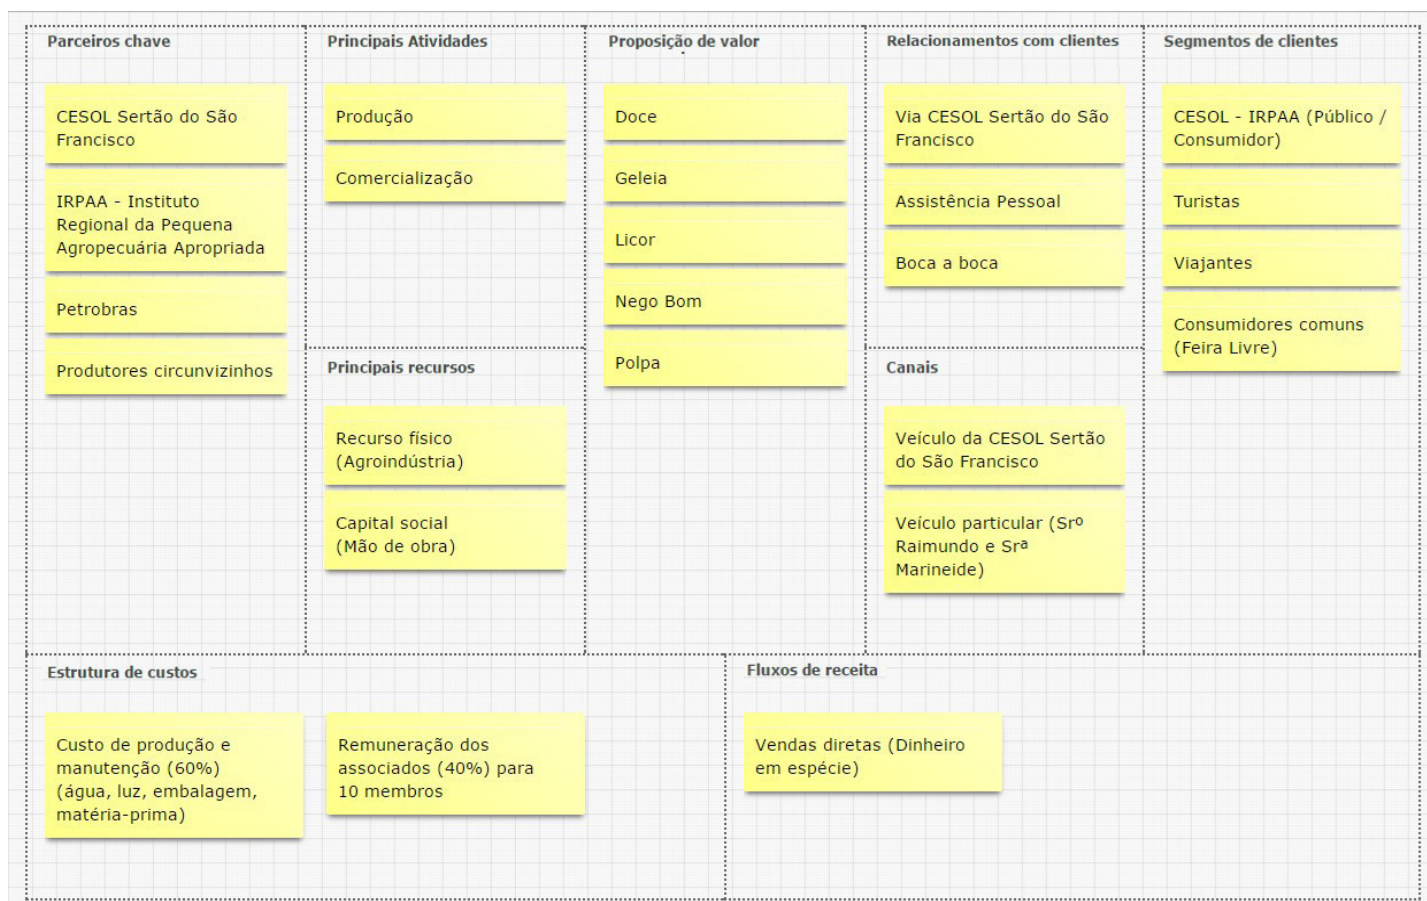 Parceiros chave
CESOL Sertão do São
Francisco
IRPAA - Instituto
Regional da Pequena
Agropecuária Apropriada
Petrobras
Produtores circunvizinhos
Principais Atividades
Produção
Comercialização
Principais recursos
Recurso físico
(Agroindústria)
Capital social
(Mão de obra)
Proposição de valor
Doce
Geleia
Licor
Nego Bom
Polpa
Relacionamentos com clientes
Via CESOL Sertão do São
Francisco
Assistência Pessoal
Boca a boca
Canais
Veículo da CESOL Sertão
do São Francisco
Veículo particular (Srº
Raimundo e Srª
Marineide)
Segmentos de clientes
CESOL - IRPAA (Público /
Consumidor)
Turistas
Viajantes
Consumidores comuns
(Feira Livre)
Estrutura de custos
Custo de produção e
manutenção (60%)
(água, luz, embalagem,
matéria-prima)
Remuneração dos
associados (40%) para
10 membros
Fluxos de receita
Vendas diretas (Dinheiro
em espécie)